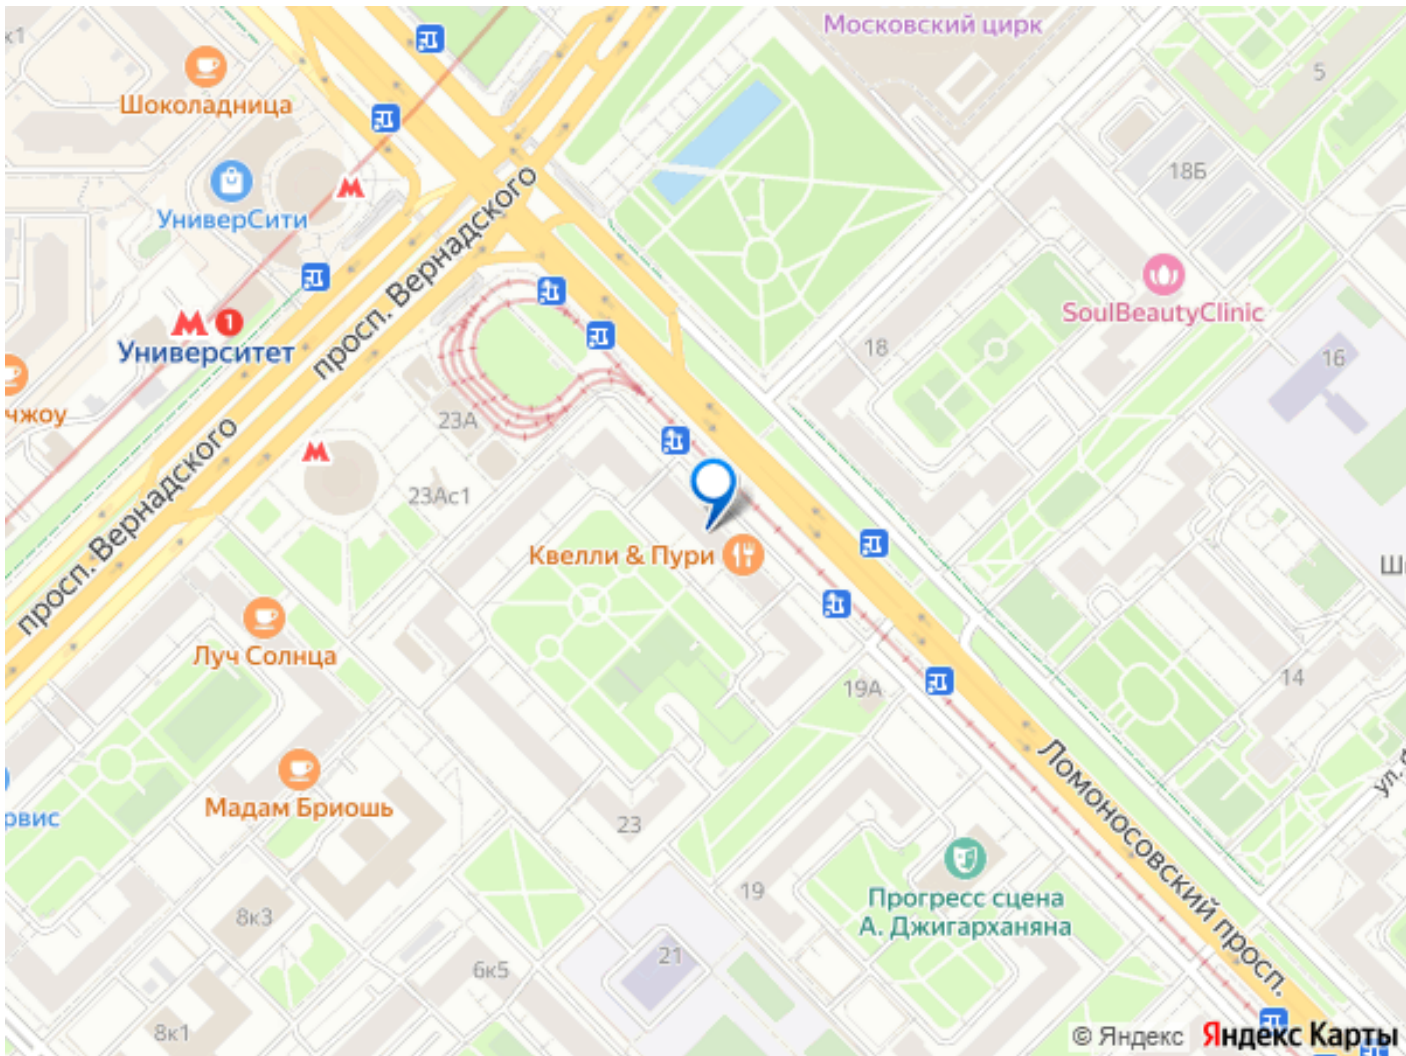 к1
Московский цирк
5
Шоколадница
18Б
УниверСити
просп. Вернадского
SoulBeautyClinic
1
Университет
18
16
чжоу
23А
23Ас1
просп. Вернадского
Квелли & Пури
Луч Солнца
19А
14
ул.
Мадам Бриошь
рвис
23
Ломоносовский просп.
19
Прогресс сцена
А. Джигарханяна
8к3
21
6к5
8к1
© Яндекс Яндекс Карты